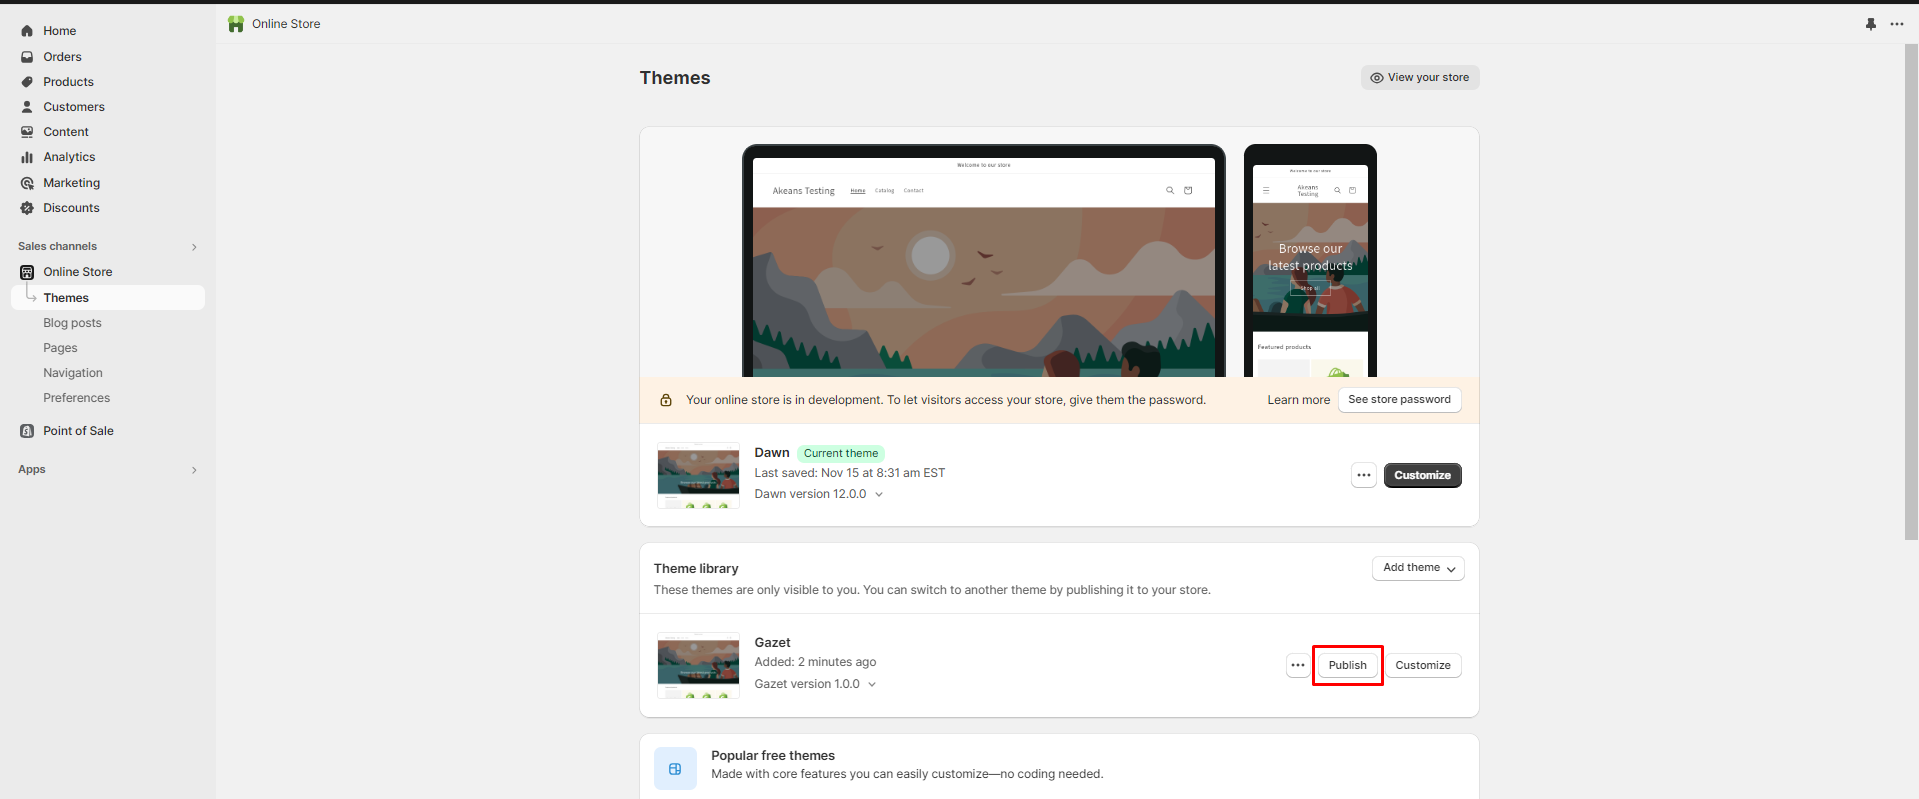 Online Store
Home
Orders
Products
Customers
Content
Analytics
Marketing
Discounts
Sales channels
Online Store
Themes
Blog posts
Pages
Navigation
Preferences
Point of Sale
Apps
Themes
View your store
Welcome to our store
Akeans Testing Home Catalog Contact
Welcome to our store
Akeans
Testing
Browse our
latest products
Shop all
Featured products
Your online store is in development. To let visitors access your store, give them the password.
Learn more See store password
Dawn Current theme
Last saved: Nov 15 at 8:31 am EST
Dawn version 12.0.0
Customize
Theme library
Add theme
These themes are only visible to you. You can switch to another theme by publishing it to your store.
Gazet
Added: 2 minutes ago
Gazet version 1.0.0
Publish Customize
Popular free themes
Made with core features you can easily customize—no coding needed.